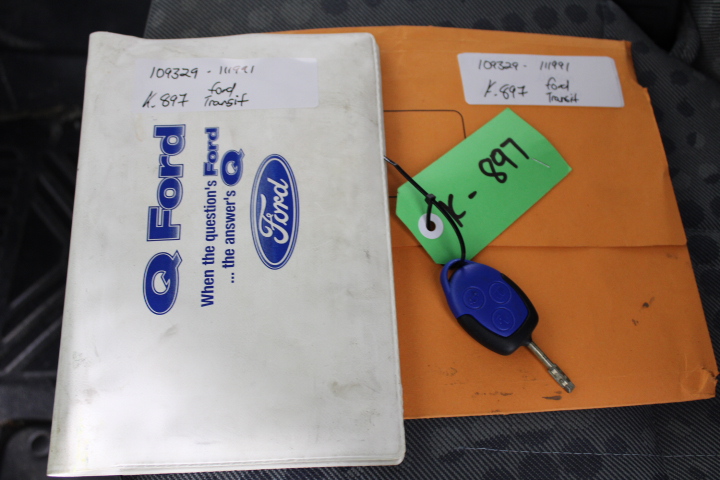 109329 - 111991
K.897 ford
Transit
Q Ford
When the question's Ford
... the answer's Q
Ford
109329 - 111991
K.897 ford
Transit
K - 897